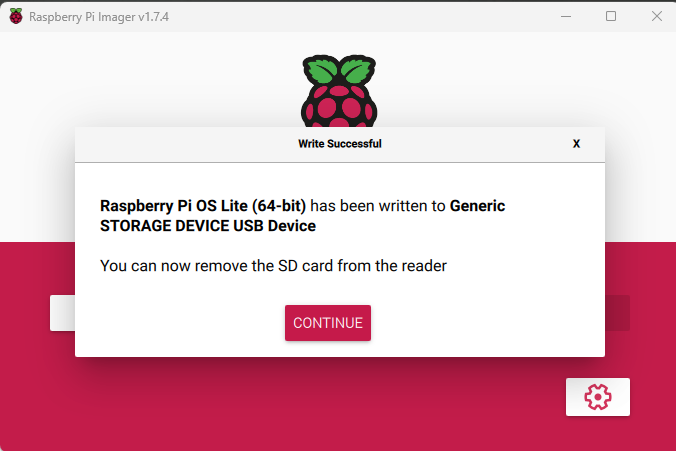 Raspberry Pi Imager v1.7.4
Write Successful
X
Raspberry Pi OS Lite (64-bit) has been written to Generic
STORAGE DEVICE USB Device
You can now remove the SD card from the reader
CONTINUE